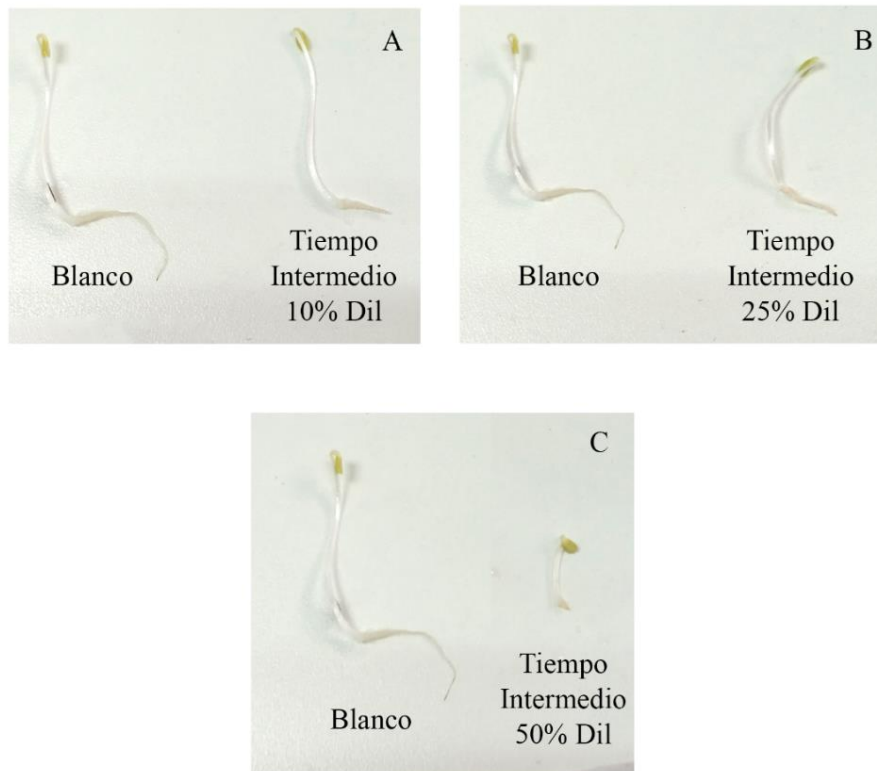 A
Blanco
Tiempo
Intermedio
10% Dil
B
Blanco
Tiempo
Intermedio
25% Dil
C
Blanco
Tiempo
Intermedio
50% Dil